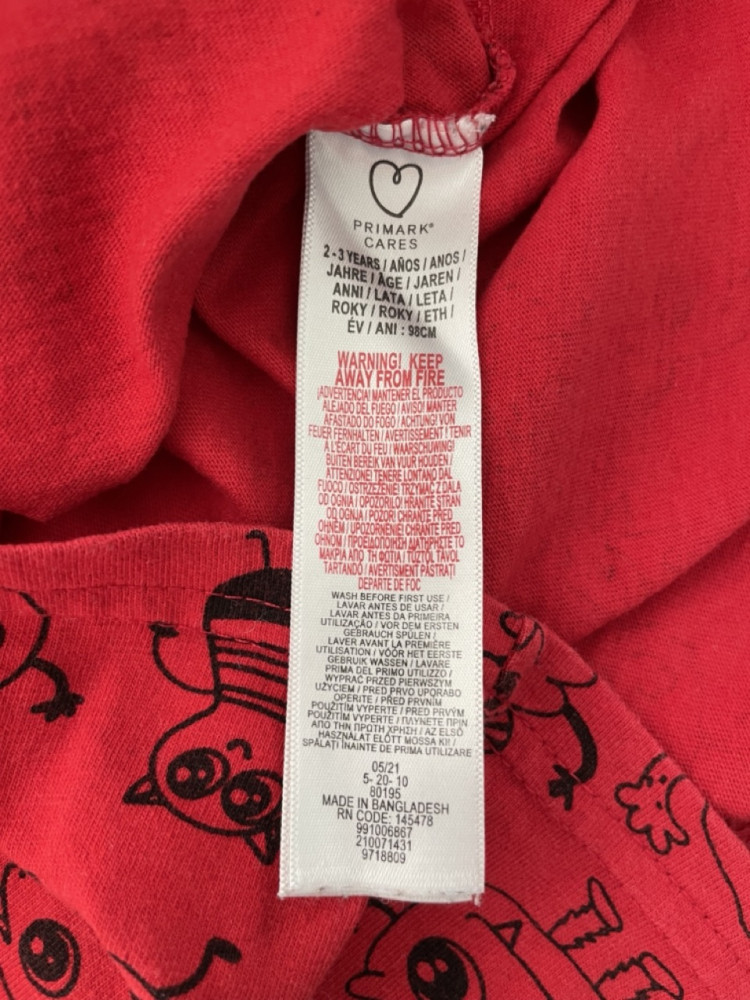 PRIMARK®
CARES
2 - 3 YEARS / AÑOS / ANOS /
JAHRE / ÂGE / JAREN /
ANNI / LATA / LETA /
ROKY / ROKY / ΕΤΗ /
ÉV / ANI : 98CM
WARNING! KEEP
AWAY FROM FIRE
¡ADVERTENCIA! MANTENER EL PRODUCTO
ALEJADO DEL FUEGO / AVISO! MANTER
AFASTADO DO FOGO / ACHTUNG! VON
FEUER FERNHALTEN / AVERTISSEMENT ! TENIR
A L'ÉCART DU FEU / WAARSCHUWING!
BUITEN BEREIK VAN VUUR HOUDEN /
ATTENZIONE! TENERE LONTANO DAL
FUOCO / OSTRZEŻENIE! TRZYMAĆ Z DALA
OD OGNIA / OPOZORILO! HRANITE STRAN
OD OGNJA / POZOR! CHRAŇTE PŘED
OHNĚM / UPOZORNENIE! CHRÁŇTE PRED
OHŇOM / ΠΡΟΕΙΔΟΠΟΙΗΣΗ ΔΙΑΤΗΡΗΣΤΕ ΤΟ
ΜΑΚΡΙΑ ΑΠΟ ΤΗ ΦΩΤΙΑ / TŰZTŐL TÁVOL
TARTANDÓ / AVERTISMENT PĂSTRAȚI
DEPARTE DE FOC
WASH BEFORE FIRST USE /
LAVAR ANTES DE USAR /
LAVAR ANTES DA PRIMEIRA
UTILIZAÇÃO / VOR DEM ERSTEN
GEBRAUCH SPÜLEN /
LAVER AVANT LA PREMIÈRE
UTILISATION / VÓÓR HET EERSTE
GEBRUIK WASSEN / LAVARE
PRIMA DEL PRIMO UTILIZZO /
WYPRAĆ PRZED PIERWSZYM
UŻYCIEM / PRED PRVO UPORABO
OPERITE / PŘED PRVNÍM
POUŽITÍM VYPERTE / PRED PRVÝM
POUŽITÍM VYPERTE / ΠΛΥΝΕΤΕ ΠΡΙΝ
ΑΠΟ ΤΗΝ ΠΡΩΤΗ ΧΡΗΣΗ / AZ ELSŐ
HASZNÁLAT ELŐTT MOSSA KI! /
SPĂLAȚI ÎNAINTE DE PRIMA UTILIZARE
05/21
5- 20- 10
80195
MADE IN BANGLADESH
RN CODE: 145478
991006867
210071431
9718809